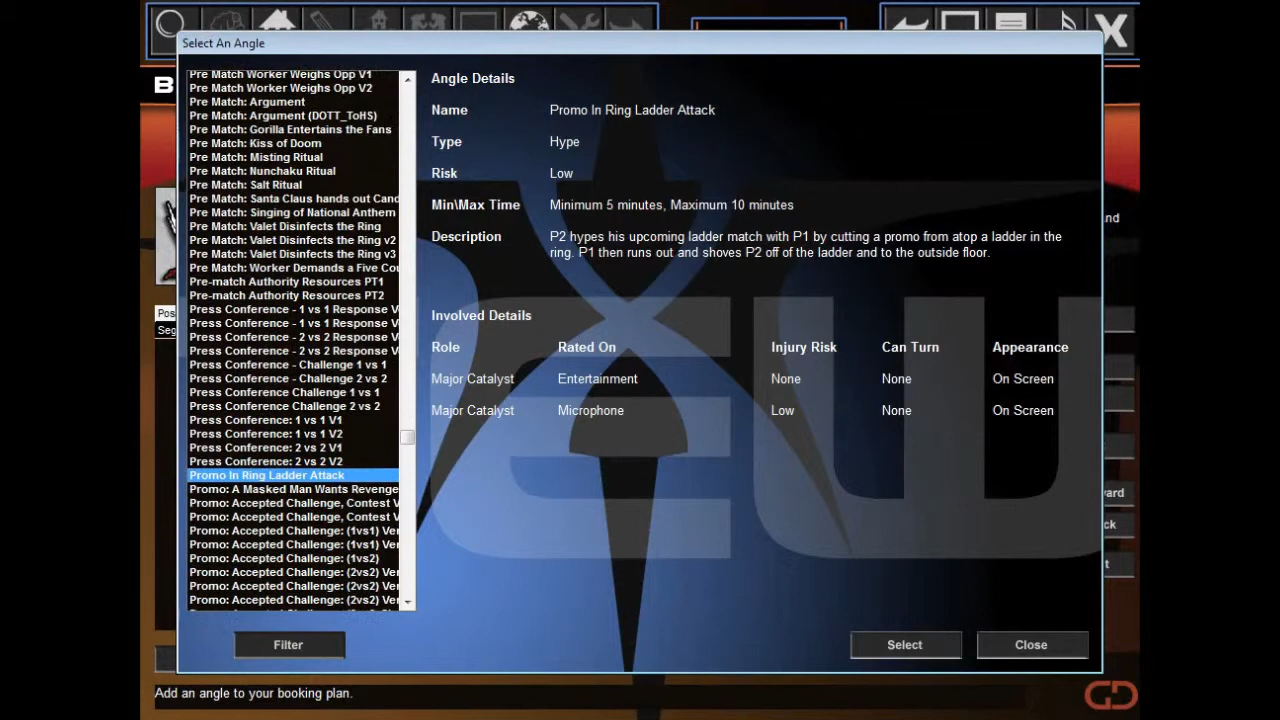 Select An Angle
Pre Match Worker Weighs Opp V1
Pre Match Worker Weighs Opp V2
Pre Match: Argument
Pre Match: Argument (DOTT_ToHS)
Pre Match: Gorilla Entertains the Fans
Pre Match: Kiss of Doom
Pre Match: Misting Ritual
Pre Match: Nunchaku Ritual
Pre Match: Salt Ritual
Pre Match: Santa Claus hands out Cand
Pre Match: Singing of National Anthem
Pre Match: Valet Disinfects the Ring
Pre Match: Valet Disinfects the Ring v2
Pre Match: Valet Disinfects the Ring v3
Pre Match: Worker Demands a Five Cou
Pre-match Authority Resources PT1
Pre-match Authority Resources PT2
Press Conference - 1 vs 1 Response V
Press Conference - 1 vs 1 Response V
Press Conference - 2 vs 2 Response V
Press Conference - 2 vs 2 Response V
Press Conference - Challenge 1 vs 1
Press Conference - Challenge 2 vs 2
Press Conference Challenge 1 vs 1
Press Conference Challenge 2 vs 2
Press Conference: 1 vs 1 V1
Press Conference: 1 vs 1 V2
Press Conference: 2 vs 2 V1
Press Conference: 2 vs 2 V2
Promo In Ring Ladder Attack
Promo: A Masked Man Wants Revenge
Promo: Accepted Challenge, Contest V
Promo: Accepted Challenge, Contest V
Promo: Accepted Challenge: (1vs1) Ver
Promo: Accepted Challenge: (1vs1) Ver
Promo: Accepted Challenge: (1vs2)
Promo: Accepted Challenge: (2vs2) Ver
Promo: Accepted Challenge: (2vs2) Ver
Promo: Accepted Challenge: (2vs2) Ver
Angle Details
Name Promo In Ring Ladder Attack
Type Hype
Risk Low
Min\Max Time Minimum 5 minutes, Maximum 10 minutes
Description P2 hypes his upcoming ladder match with P1 by cutting a promo from atop a ladder in the
ring. P1 then runs out and shoves P2 off of the ladder and to the outside floor.
Involved Details
Role Rated On Injury Risk Can Turn Appearance
Major Catalyst Entertainment None None On Screen
Major Catalyst Microphone Low None On Screen
Filter Select Close
B
Pos
Seg
and
ard
ck
t
EW
Add an angle to your booking plan.
GD